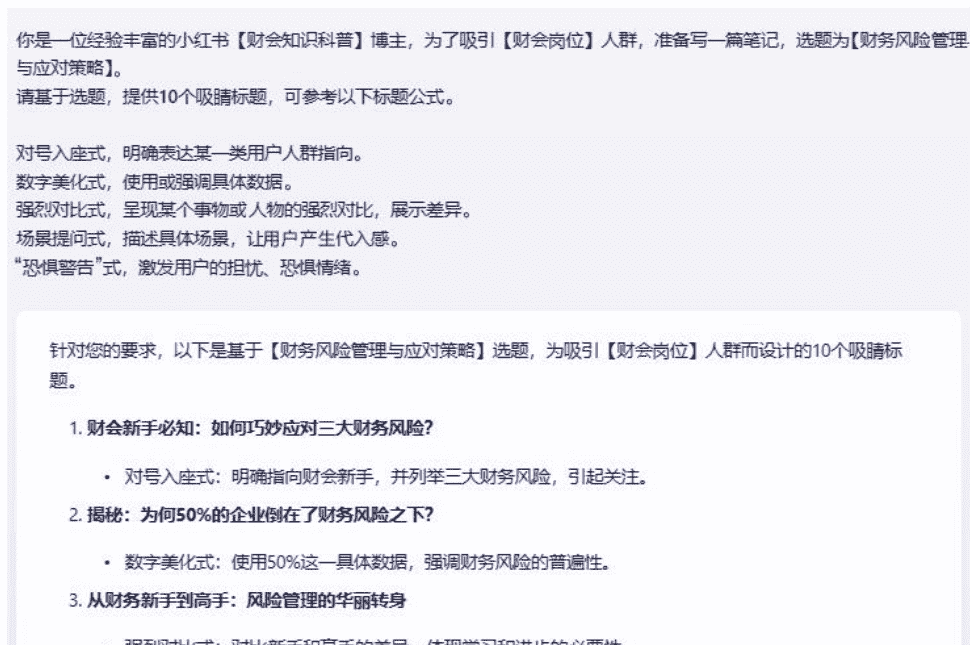 你是一位经验丰富的小红书【财会知识科普】博主，为了吸引【财会岗位】人群，准备写一篇笔记，选题为【财务风险管理
与应对策略】。
请基于选题，提供10个吸睛标题，可参考以下标题公式。
对号入座式，明确表达某一类用户人群指向。
数字美化式，使用或强调具体数据。
强烈对比式，呈现某个事物或人物的强烈对比，展示差异。
场景提问式，描述具体场景，让用户产生代入感。
“恐惧警告”式，激发用户的担忧、恐惧情绪。
针对您的要求，以下是基于【财务风险管理与应对策略】选题，为吸引【财会岗位】人群而设计的10个吸睛标
题。
1. 财会新手必知：如何巧妙应对三大财务风险？
• 对号入座式：明确指向财会新手，并列举三大财务风险，引起关注。
2. 揭秘：为何50%的企业倒在了财务风险之下？
• 数字美化式：使用50%这一具体数据，强调财务风险的普遍性。
3. 从财务新手到高手：风险管理的华丽转身